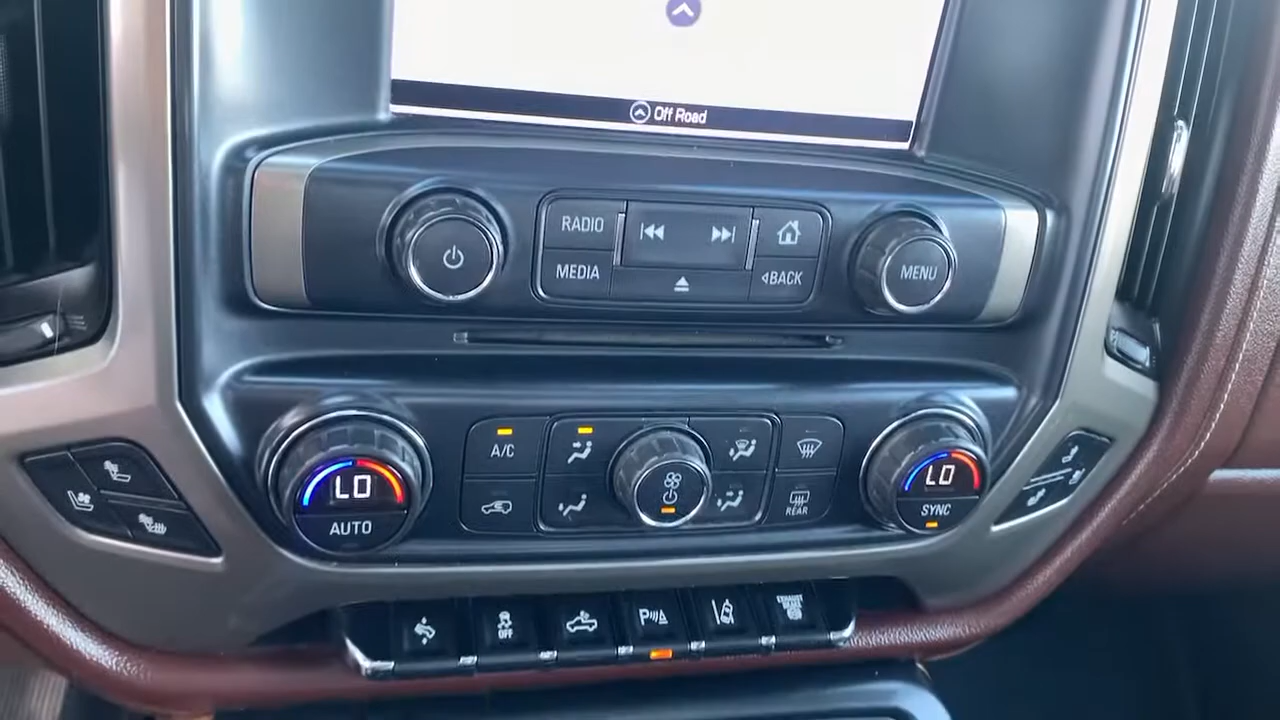 Off Road
RADIO
MEDIA
BACK
MENU
A/C
LO
AUTO
REAR
LO
SYNC
OFF
P
EXHAUST
BRAKE